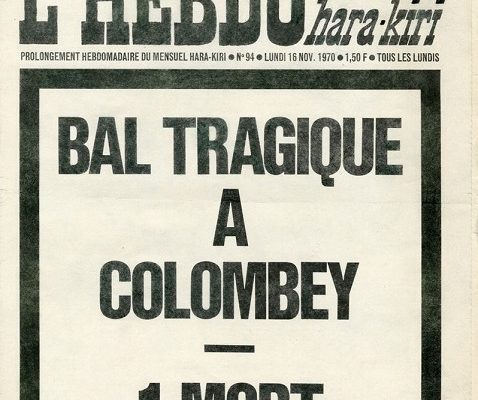 L'HEBDO hara-kiri
PROLONGEMENT HEBDOMADAIRE DU MENSUEL HARA-KIRI ● N° 94 ● LUNDI 16 NOV. 1970 ● 1,50 F ● TOUS LES LUNDIS
BAL TRAGIQUE
A
COLOMBEY
—
1 MORT